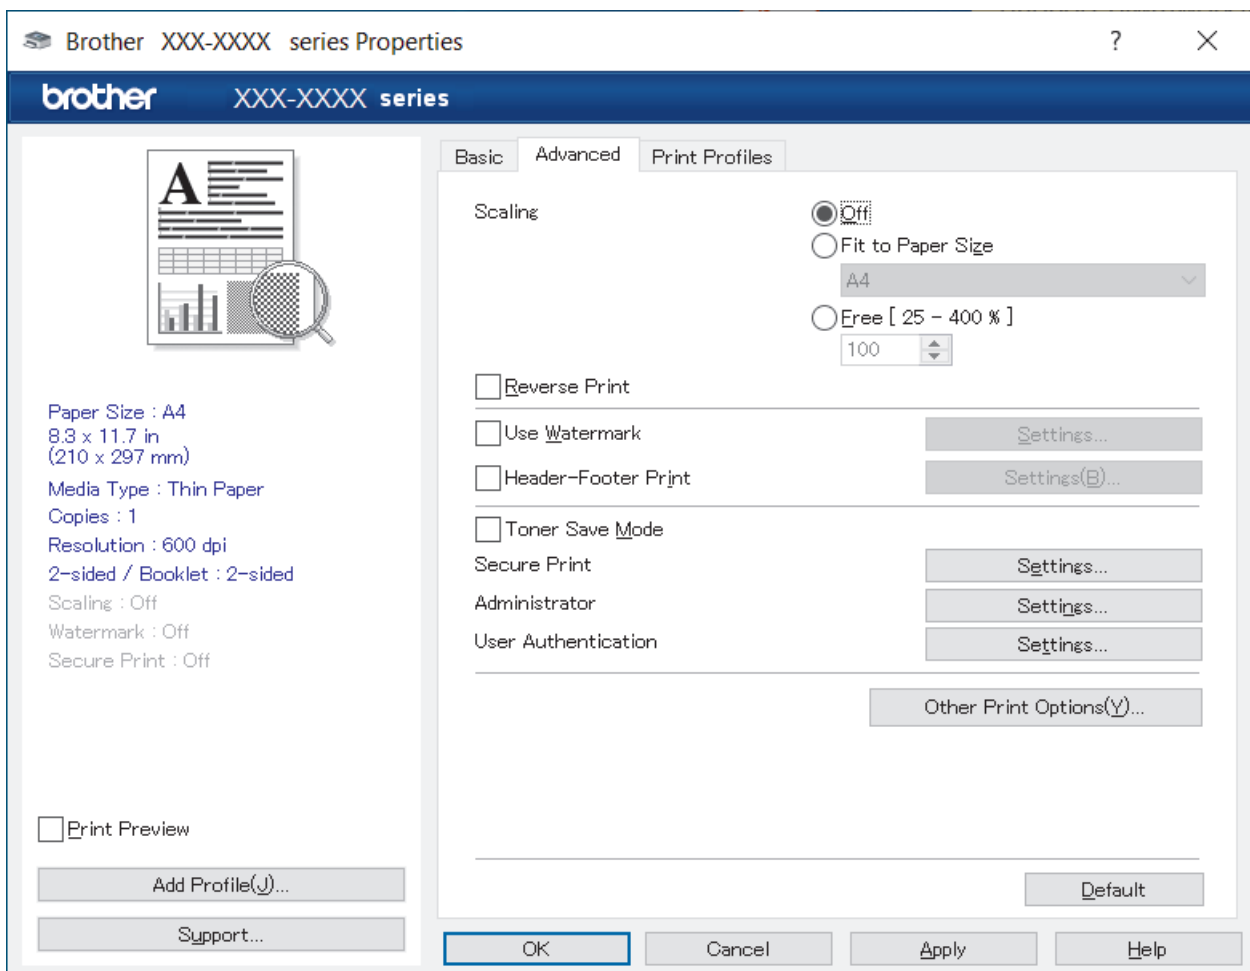 Brother XXX-XXXX series Properties
?
brother XXX-XXXX series
A
Paper Size : A4
8.3 x 11.7 in
(210 x 297 mm)
Media Type : Thin Paper
Copies : 1
Resolution : 600 dpi
2-sided / Booklet : 2-sided
Scaling : Off
Watermark : Off
Secure Print : Off
Print Preview
Add Profile(J)...
Support...
Basic Advanced Print Profiles
Scaling Off
Fit to Paper Size
A4
Free [ 25 - 400 % ]
100
Reverse Print
Use Watermark Settings...
Header-Footer Print Settings(B)...
Toner Save Mode
Secure Print Settings...
Administrator Settings...
User Authentication Settings...
Other Print Options(Y)...
Default
OK Cancel Apply Help